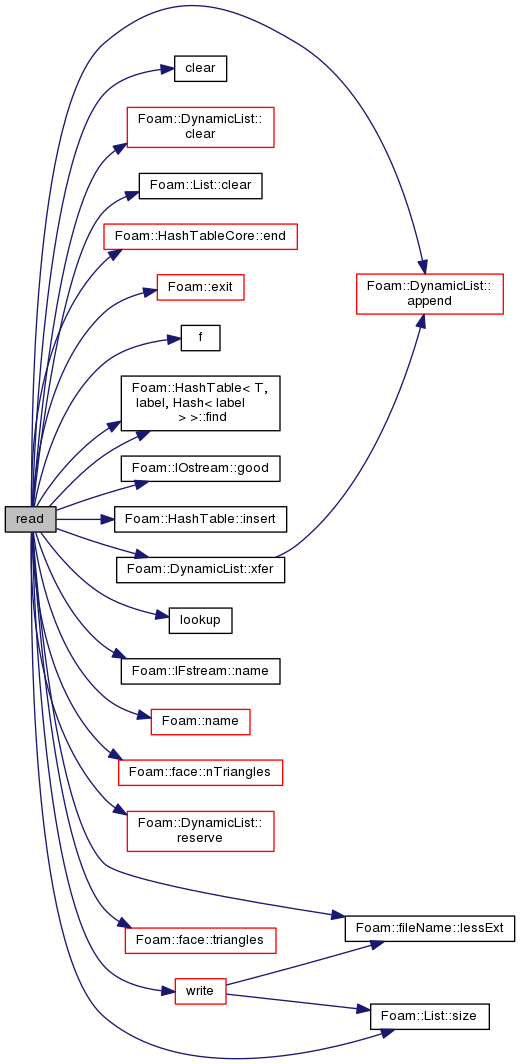 clear
Foam::DynamicList::
clear
Foam::List::clear
Foam::HashTableCore::end
Foam::exit
Foam::DynamicList::
append
f
Foam::HashTable< T,
label, Hash< label
> >::find
Foam::IOstream::good
read
Foam::HashTable::insert
Foam::DynamicList::xfer
lookup
Foam::IFstream::name
Foam::name
Foam::face::nTriangles
Foam::DynamicList::
reserve
Foam::fileName::lessExt
Foam::face::triangles
write
Foam::List::size